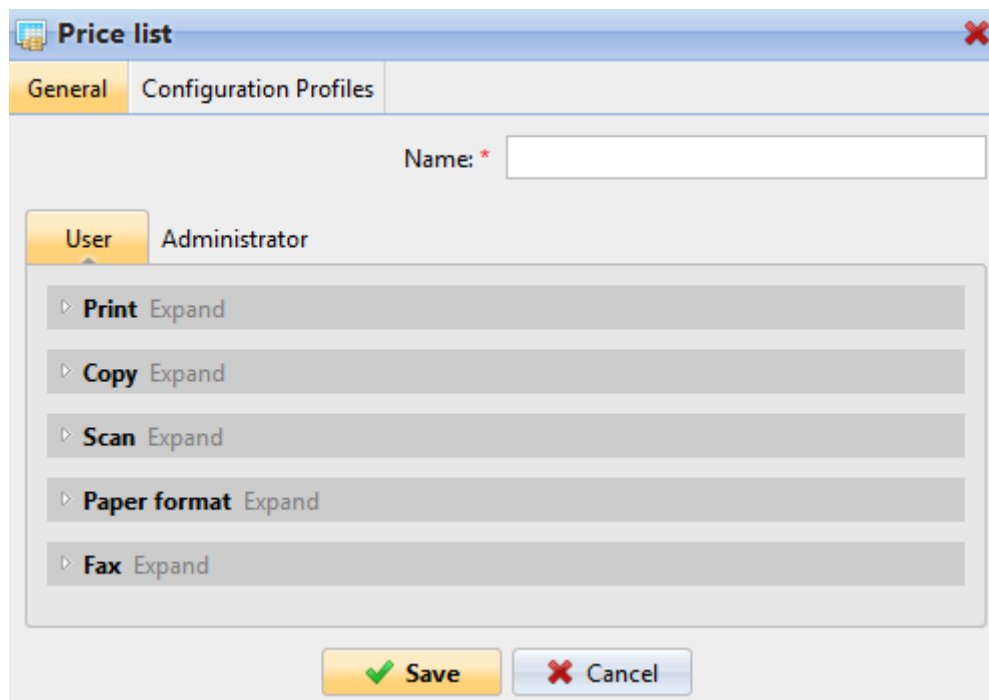 Price list
General Configuration Profiles
Name: *
User Administrator
Print Expand
Copy Expand
Scan Expand
Paper format Expand
Fax Expand
Save Cancel